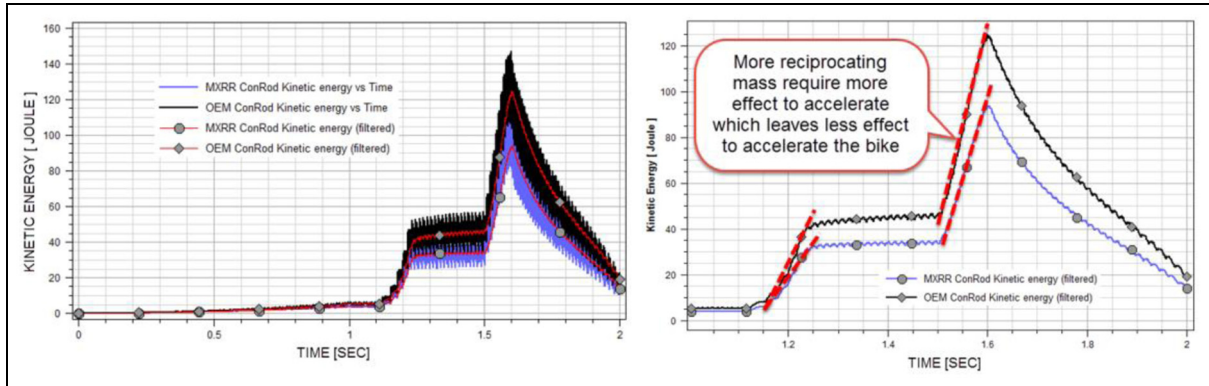 KINETIC ENERGY [ JOULE]
160
140
120
100
80
60
40
20
0
MXRR ConRod Kinetic energy vs Time
OEM ConRod Kinetic energy vs Time
MXRR ConRod Kinetic energy (filtered)
OEM ConRod Kinetic energy (filtered)
0
0.5
1
1.5
2
TIME [SEC]
Kinetic Energy [ Joule]
120
100
80
60
40
20
0
More reciprocating
mass require more
effect to accelerate
which leaves less effect
to accelerate the bike
MXRR ConRod Kinetic energy (filtered)
OEM ConRod Kinetic energy (filtered)
1.2
1.4
1.6
1.8
2
TIME [SEC]